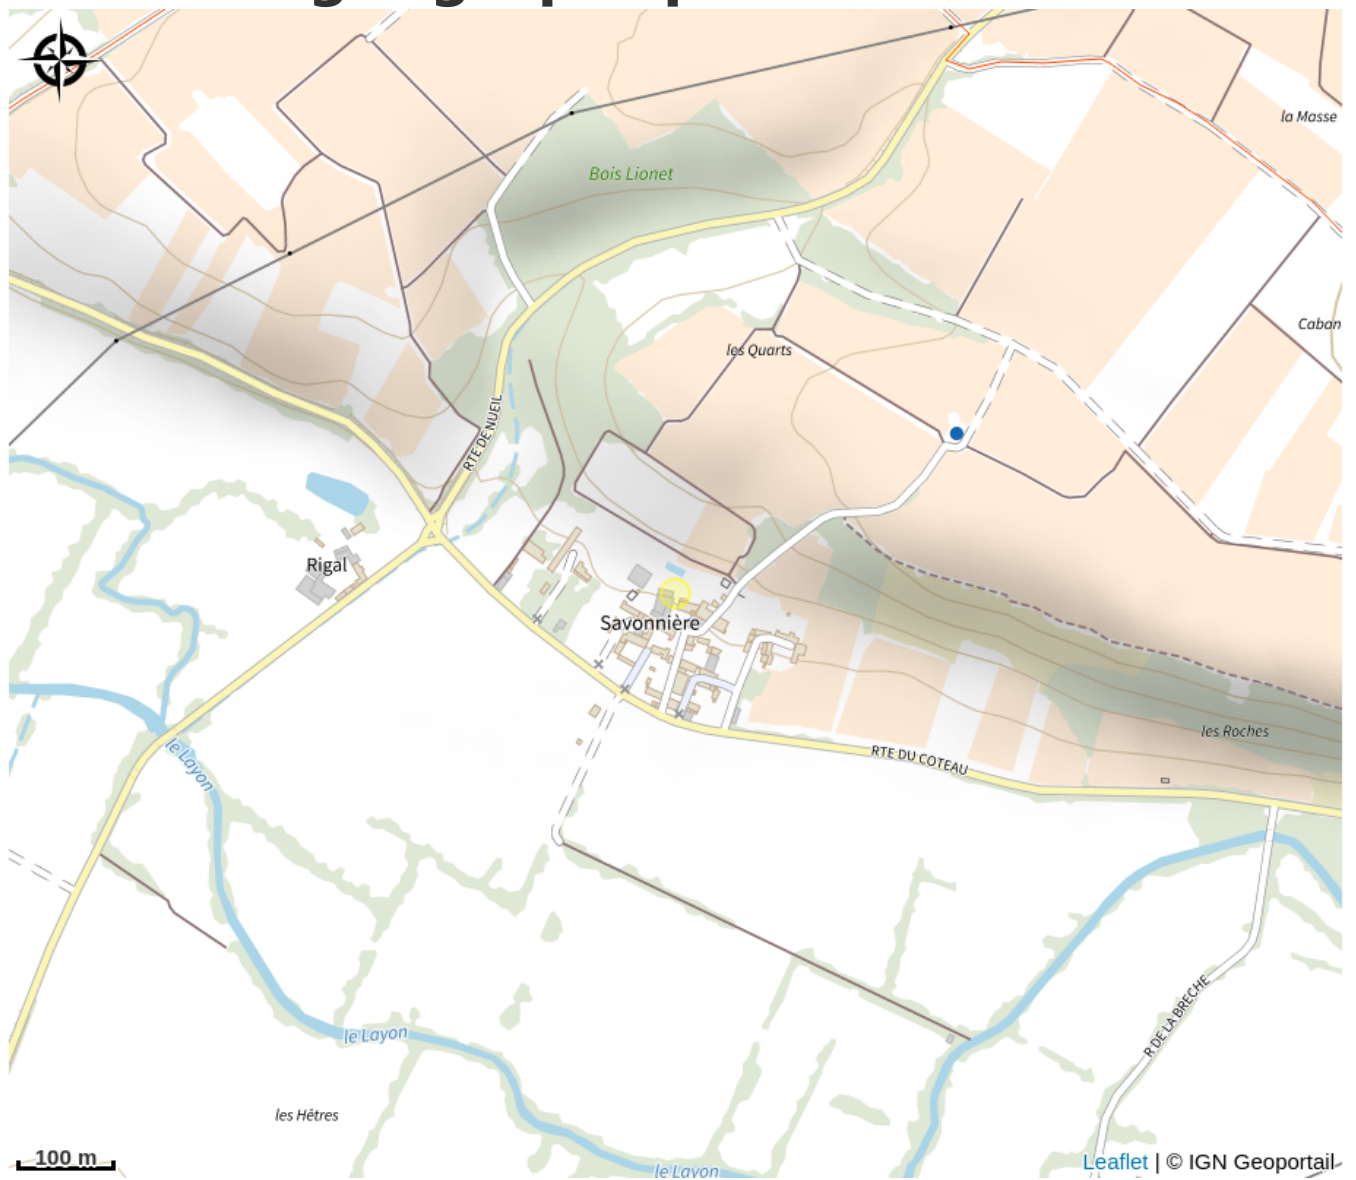 la Masse
Bois Lionet
Caban
les Quarts
RTE DE NUEIL
Rigal
Savonnière
les Roches
le Layon
RTE DU COTEAU
R DE LA BRECHE
le Layon
les Hêtres
100 m
le Layon
Leaflet | © IGN Geoportail